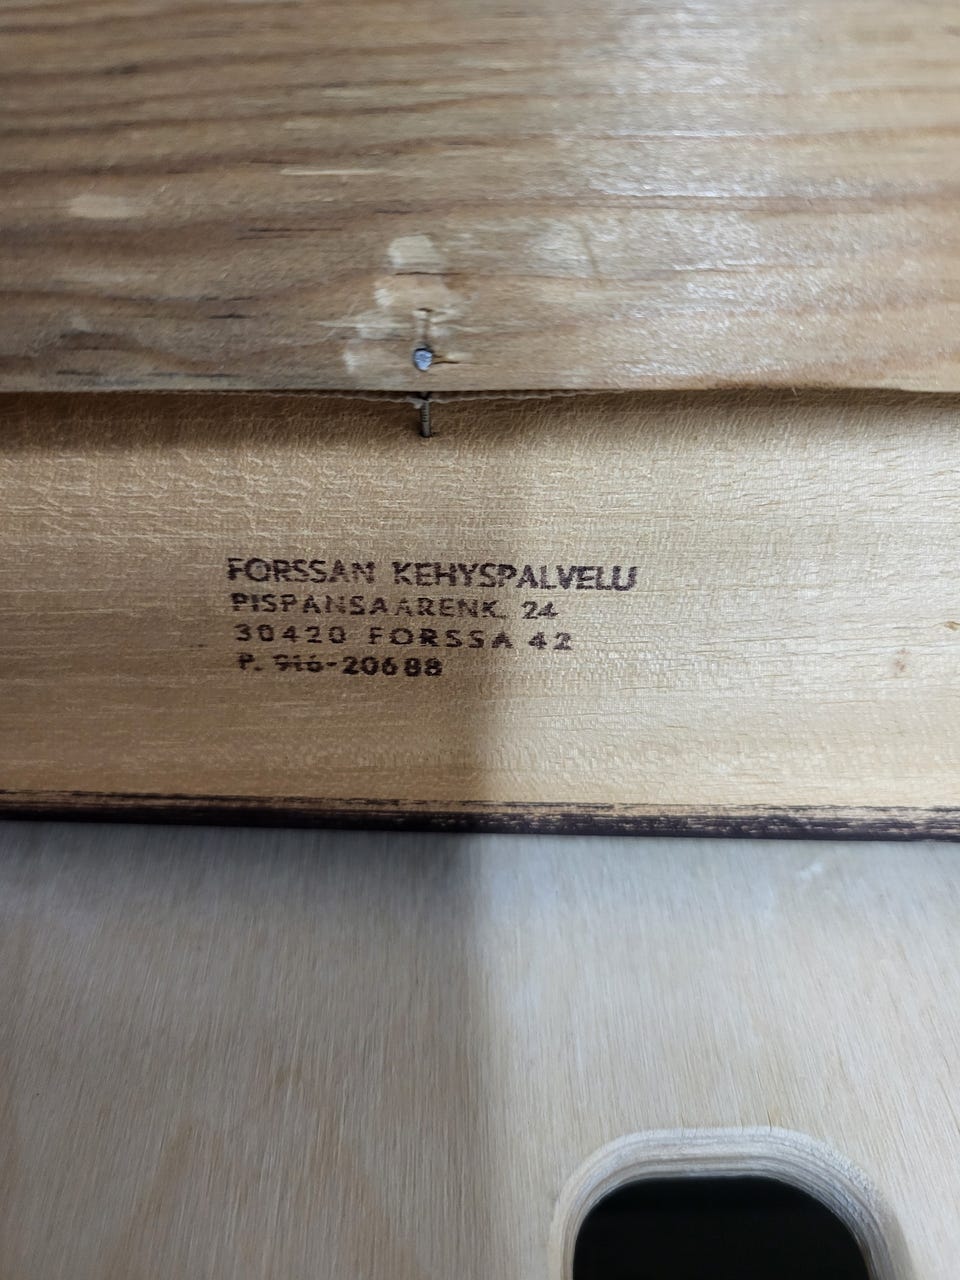 FORSSAN KEHYSPALVELU
PISPANSAARENK. 24
30420 FORSSA 42
P. 916-20688